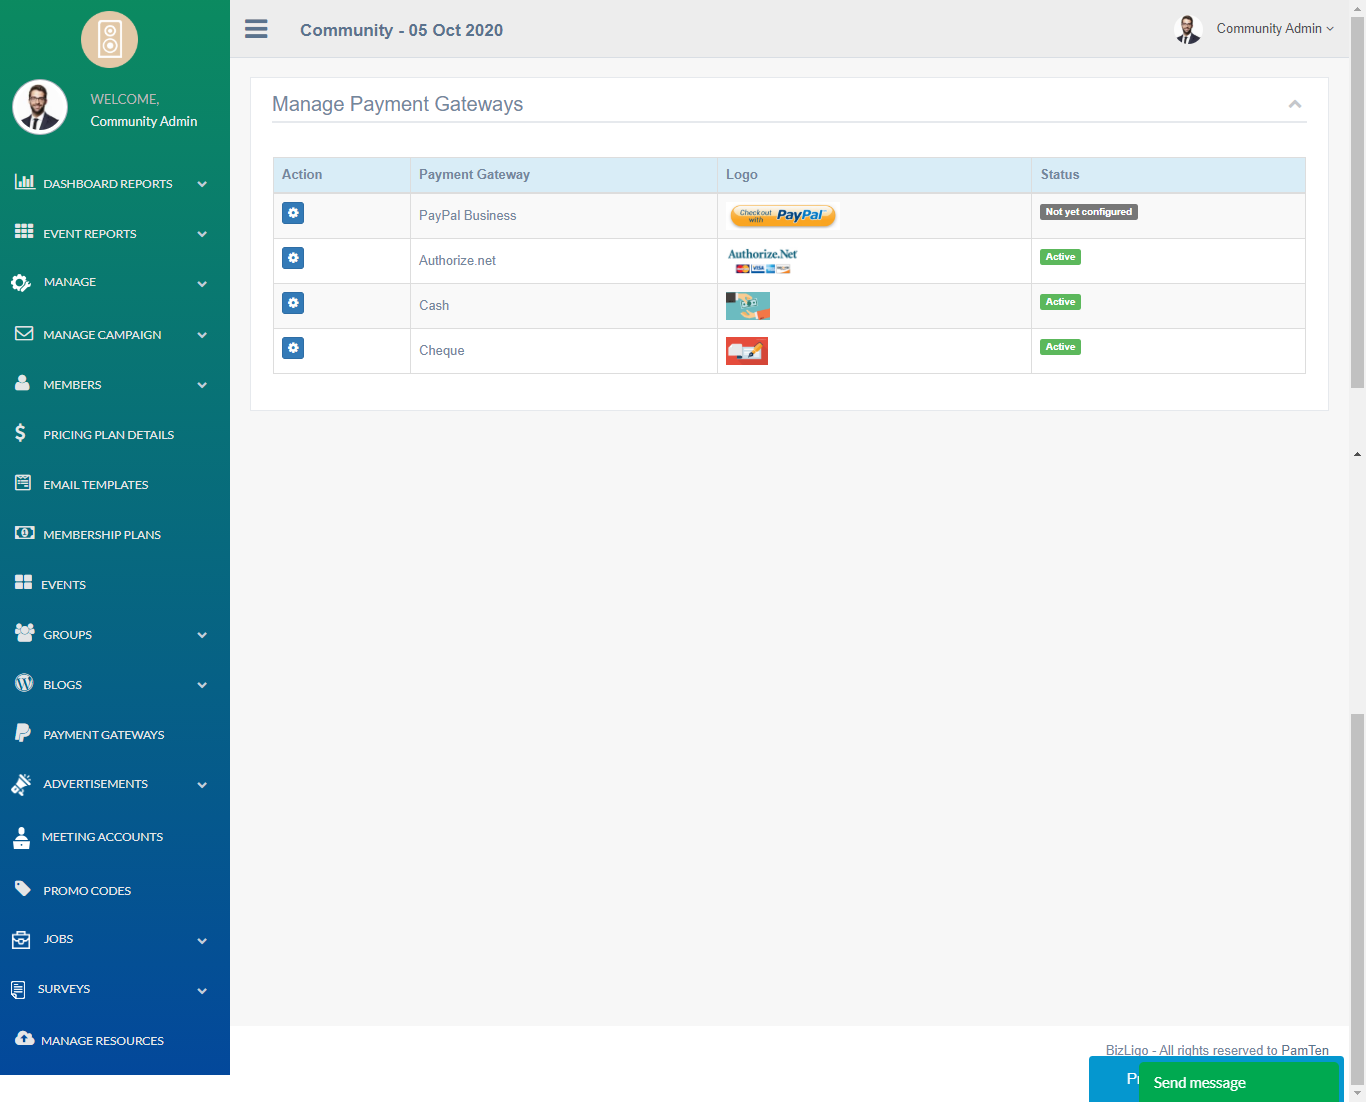 Community - 05 Oct 2020
Community Admin
WELCOME,
Community Admin
DASHBOARD REPORTS
EVENT REPORTS
MANAGE
MANAGE CAMPAIGN
MEMBERS
PRICING PLAN DETAILS
EMAIL TEMPLATES
MEMBERSHIP PLANS
EVENTS
GROUPS
BLOGS
PAYMENT GATEWAYS
ADVERTISEMENTS
MEETING ACCOUNTS
PROMO CODES
JOBS
SURVEYS
MANAGE RESOURCES
Manage Payment Gateways
Action Payment Gateway Logo Status
PayPal Business Check out with PayPal Not yet configured
Authorize.net Authorize.Net Active
Cash Active
Cheque Active
BizLigo - All rights reserved to PamTen
Send message